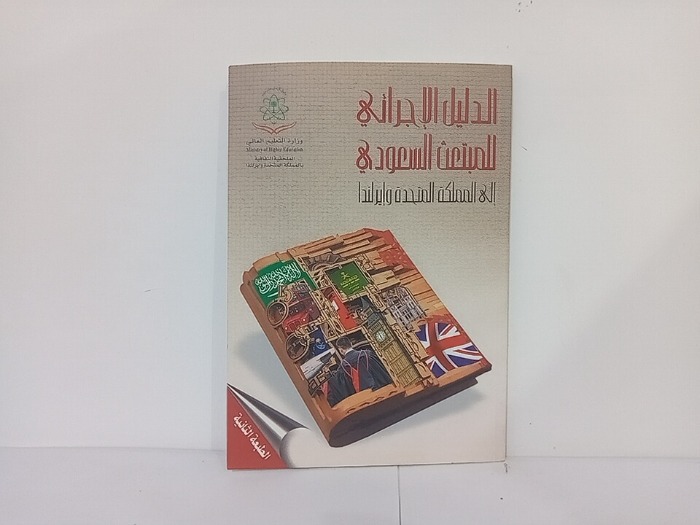 الدليل الإجرائي
للمبتعث السعودي
إلى المملكة المتحدة وإيرلندا
وزارة التعليم العالي
Ministry of Higher Education
الملحقية الثقافية
بالمملكة المتحدة وايرلندا
الطبعة الثانية